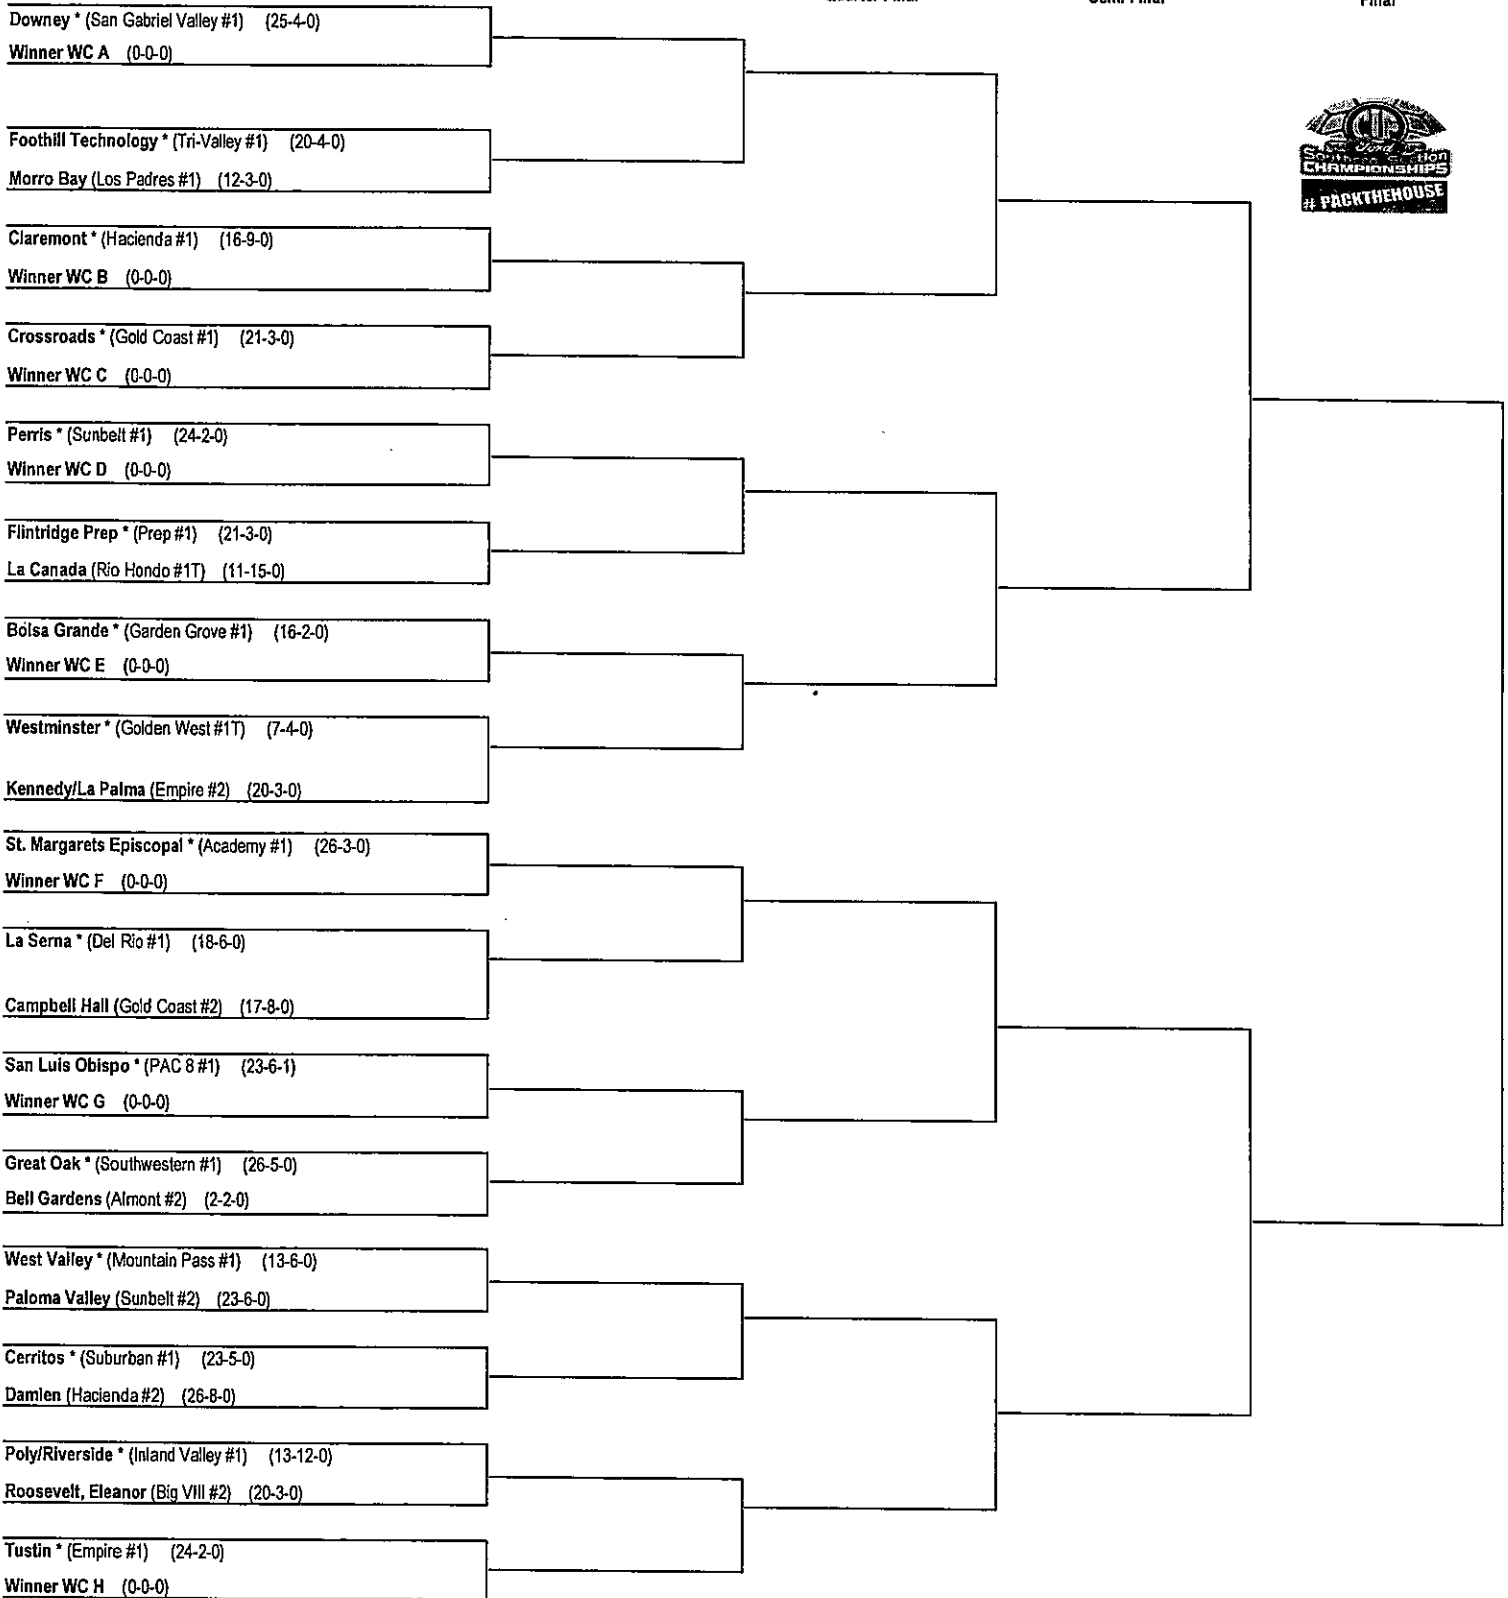 Semi Final
Final
Downey * (San Gabriel Valley #1) (25-4-0)
Winner WC A (0-0-0)
Foothill Technology * (Tri-Valley #1) (20-4-0)
Morro Bay (Los Padres #1) (12-3-0)
CIF
Ford
Southern Section
CHAMPIONSHIPS
# PACKTHEHOUSE
Claremont * (Hacienda #1) (16-9-0)
Winner WC B (0-0-0)
Crossroads * (Gold Coast #1) (21-3-0)
Winner WC C (0-0-0)
Perris * (Sunbelt #1) (24-2-0)
Winner WC D (0-0-0)
Flintridge Prep * (Prep #1) (21-3-0)
La Canada (Rio Hondo #1T) (11-15-0)
Bolsa Grande * (Garden Grove #1) (16-2-0)
Winner WC E (0-0-0)
Westminster * (Golden West #1T) (7-4-0)
Kennedy/La Palma (Empire #2) (20-3-0)
St. Margarets Episcopal * (Academy #1) (26-3-0)
Winner WC F (0-0-0)
La Serna * (Del Rio #1) (18-6-0)
Campbell Hall (Gold Coast #2) (17-8-0)
San Luis Obispo * (PAC 8 #1) (23-6-1)
Winner WC G (0-0-0)
Great Oak * (Southwestern #1) (26-5-0)
Bell Gardens (Almont #2) (2-2-0)
West Valley * (Mountain Pass #1) (13-6-0)
Paloma Valley (Sunbelt #2) (23-6-0)
Cerritos * (Suburban #1) (23-5-0)
Damien (Hacienda #2) (26-8-0)
Poly/Riverside * (Inland Valley #1) (13-12-0)
Roosevelt, Eleanor (Big VIII #2) (20-3-0)
Tustin * (Empire #1) (24-2-0)
Winner WC H (0-0-0)